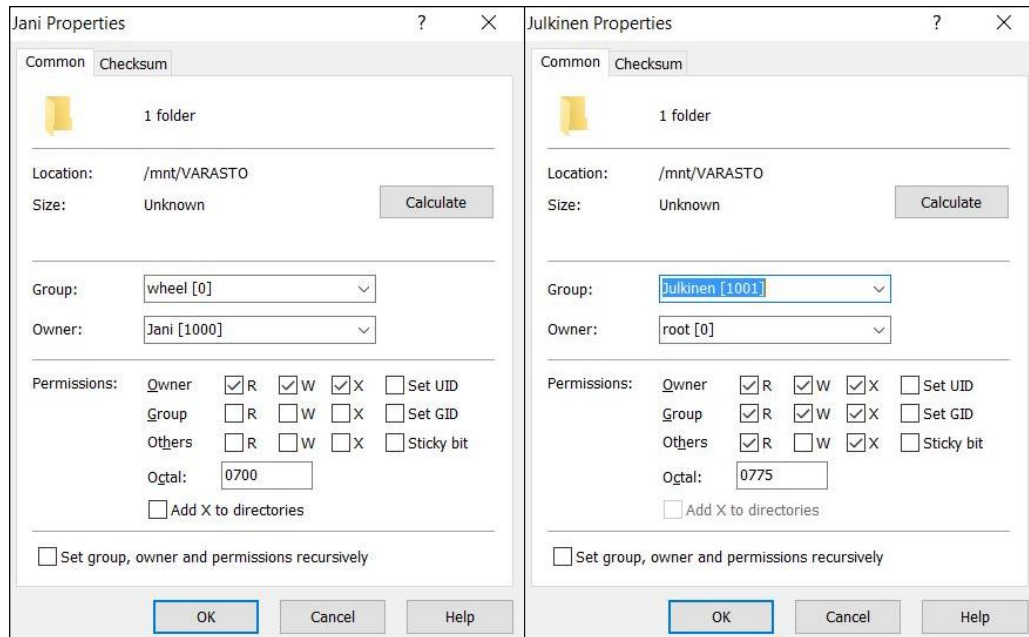 Jani Properties ? ×
Common Checksum
1 folder
Location: /mnt/VARASTO
Size: Unknown Calculate
Group: wheel [0]
Owner: Jani [1000]
Permissions: Owner R W X Set UID
Group R W X Set GID
Others R W X Sticky bit
Octal: 0700
Add X to directories
Set group, owner and permissions recursively
OK Cancel Help
Julkinen Properties ? ×
Common Checksum
1 folder
Location: /mnt/VARASTO
Size: Unknown Calculate
Group: Julkinen [1001]
Owner: root [0]
Permissions: Owner R W X Set UID
Group R W X Set GID
Others R W X Sticky bit
Octal: 0775
Add X to directories
Set group, owner and permissions recursively
OK Cancel Help